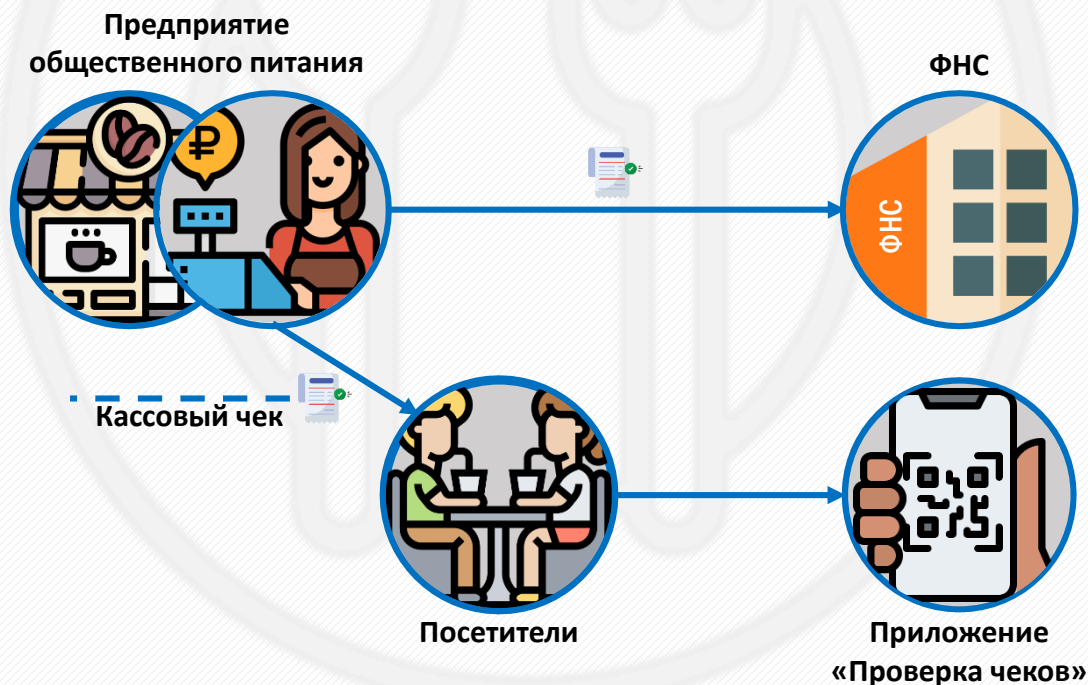 Предприятие
общественного питания
ФНС
₽
ФНС
Кассовый чек
Посетители
Приложение
«Проверка чеков»